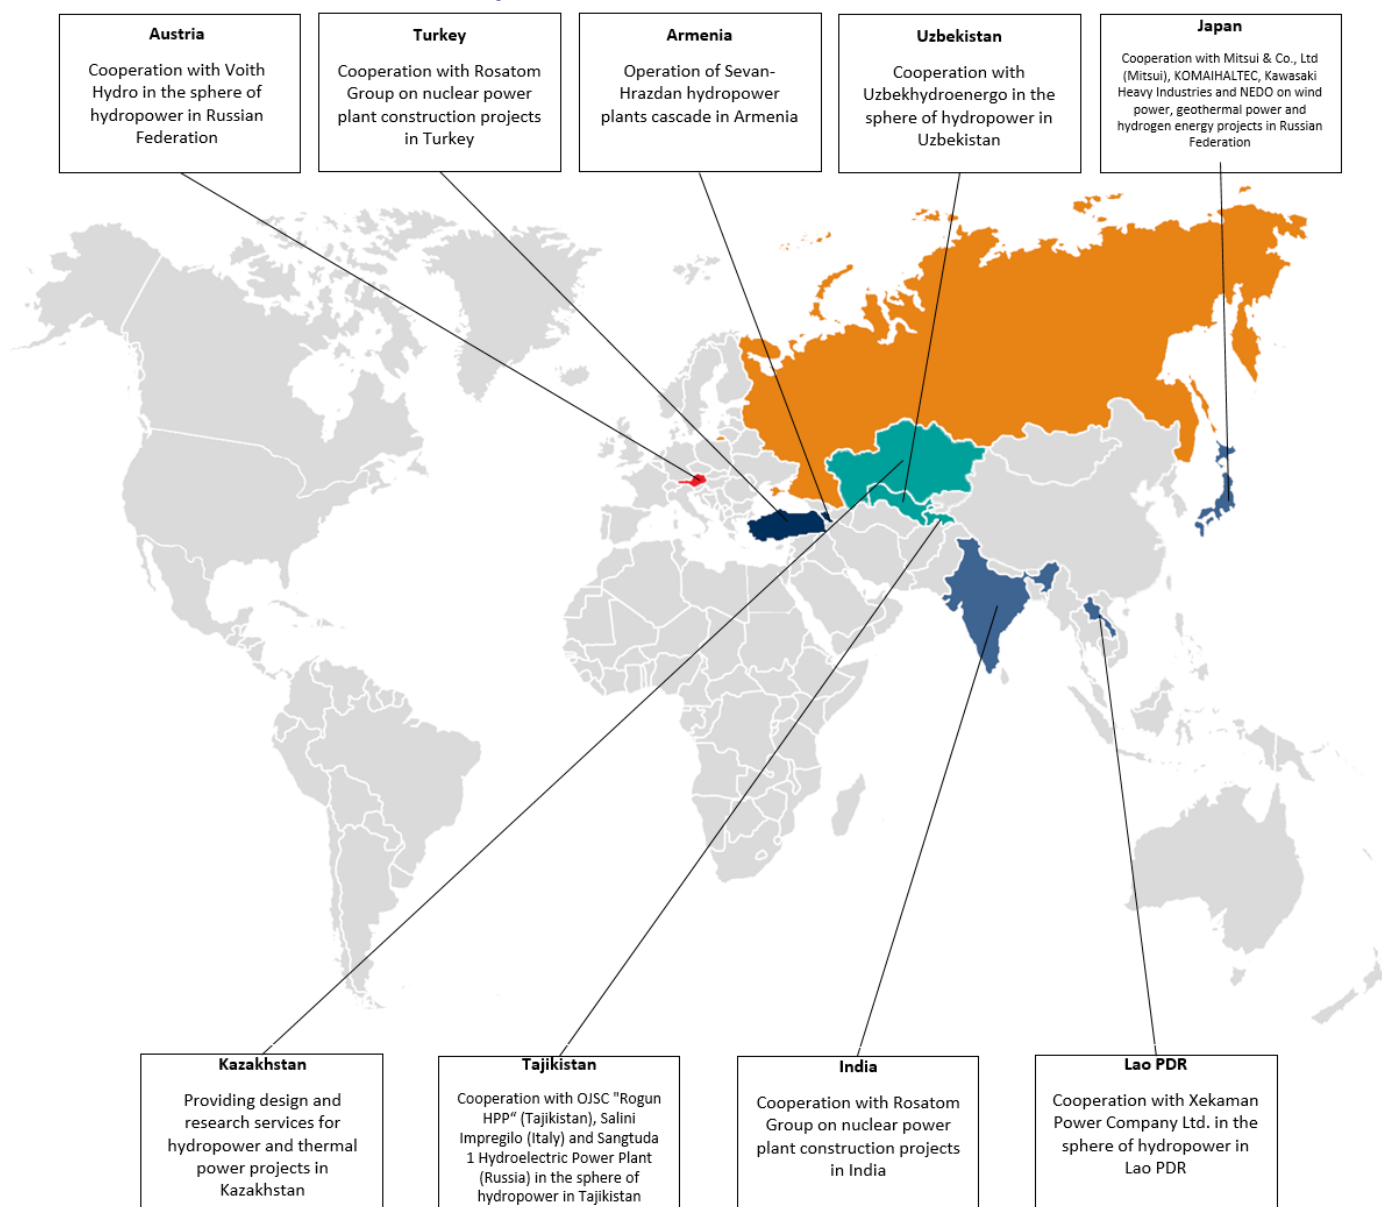 Austria
Cooperation with Voith
Hydro in the sphere of
hydropower in Russian
Federation
Turkey
Cooperation with Rosatom
Group on nuclear power
plant construction projects
in Turkey
Armenia
Operation of Sevan-
Hrazdan hydropower
plants cascade in Armenia
Uzbekistan
Cooperation with
Uzbekhydroenergo in the
sphere of hydropower in
Uzbekistan
Japan
Cooperation with Mitsui & Co., Ltd
(Mitsui), KOMAIHALTEC, Kawasaki
Heavy Industries and NEDO on wind
power, geothermal power and
hydrogen energy projects in Russian
Federation
Kazakhstan
Providing design and
research services for
hydropower and thermal
power projects in
Kazakhstan
Tajikistan
Cooperation with OJSC "Rogun
HPP“ (Tajikistan), Salini
Impregilo (Italy) and Sangtuda
1 Hydroelectric Power Plant
(Russia) in the sphere of
hydropower in Tajikistan
India
Cooperation with Rosatom
Group on nuclear power
plant construction projects
in India
Lao PDR
Cooperation with Xekaman
Power Company Ltd. in the
sphere of hydropower in
Lao PDR